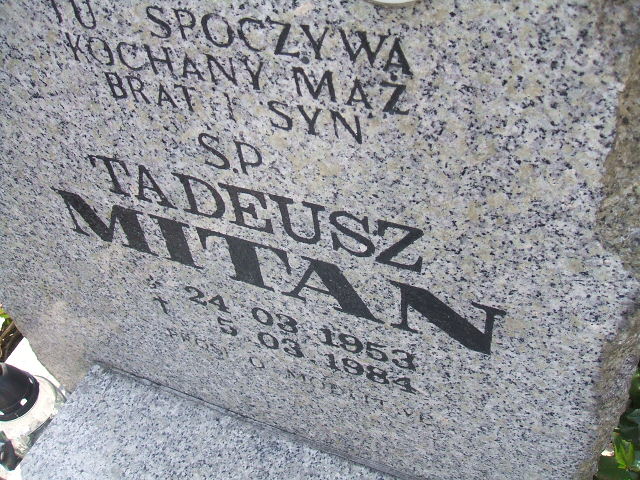 TU SPOCZYWA
KOCHANY MĄŻ
BRAT I SYN
S.P.
TADEUSZ
MITAN
* 24 03 1953
† 5 03 1984
O